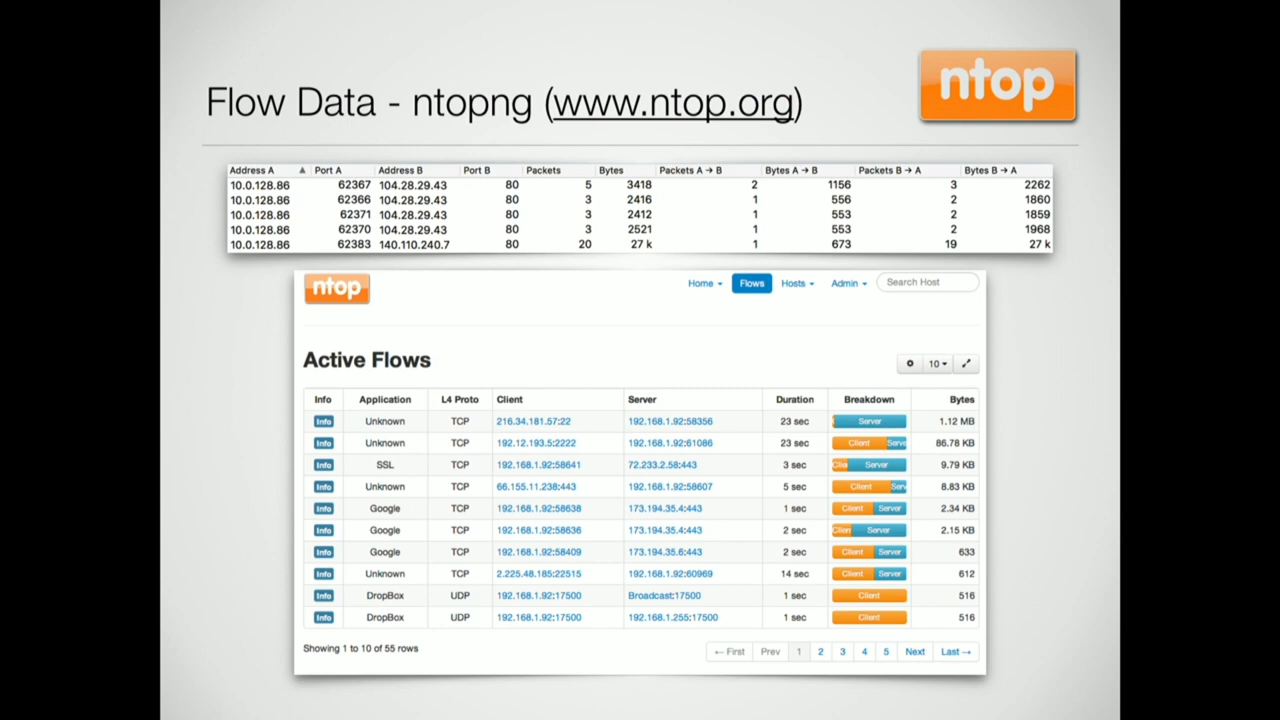 Flow Data - ntopng (www.ntop.org)
ntop
Address A ▲ Port A Address B Port B Packets Bytes Packets A → B Bytes A → B Packets B → A Bytes B → A
10.0.128.86 62367 104.28.29.43 80 5 3418 2 1156 3 2262
10.0.128.86 62366 104.28.29.43 80 3 2416 1 556 2 1860
10.0.128.86 62371 104.28.29.43 80 3 2412 1 553 2 1859
10.0.128.86 62370 104.28.29.43 80 3 2521 1 553 2 1968
10.0.128.86 62383 140.110.240.7 80 20 27 k 1 673 19 27 k
ntop
Home Flows Hosts Admin Search Host
Active Flows
10
Info Application L4 Proto Client Server Duration Breakdown Bytes
Info Unknown TCP 216.34.181.57:22 192.168.1.92:58356 23 sec Server 1.12 MB
Info Unknown TCP 192.12.193.5:2222 192.168.1.92:61086 23 sec Client Serve 86.78 KB
Info SSL TCP 192.168.1.92:58641 72.233.2.58:443 3 sec Clie Server 9.79 KB
Info Unknown TCP 66.155.11.238:443 192.168.1.92:58607 5 sec Client Serv 8.83 KB
Info Google TCP 192.168.1.92:58638 173.194.35.4:443 1 sec Client Server 2.34 KB
Info Google TCP 192.168.1.92:58636 173.194.35.4:443 2 sec Clien Server 2.15 KB
Info Google TCP 192.168.1.92:58409 173.194.35.6:443 2 sec Client Server 633
Info Unknown TCP 2.225.48.185:22515 192.168.1.92:60969 14 sec Client Server 612
Info DropBox UDP 192.168.1.92:17500 Broadcast:17500 1 sec Client 516
Info DropBox UDP 192.168.1.92:17500 192.168.1.255:17500 1 sec Client 516
Showing 1 to 10 of 55 rows
← First Prev 1 2 3 4 5 Next Last →